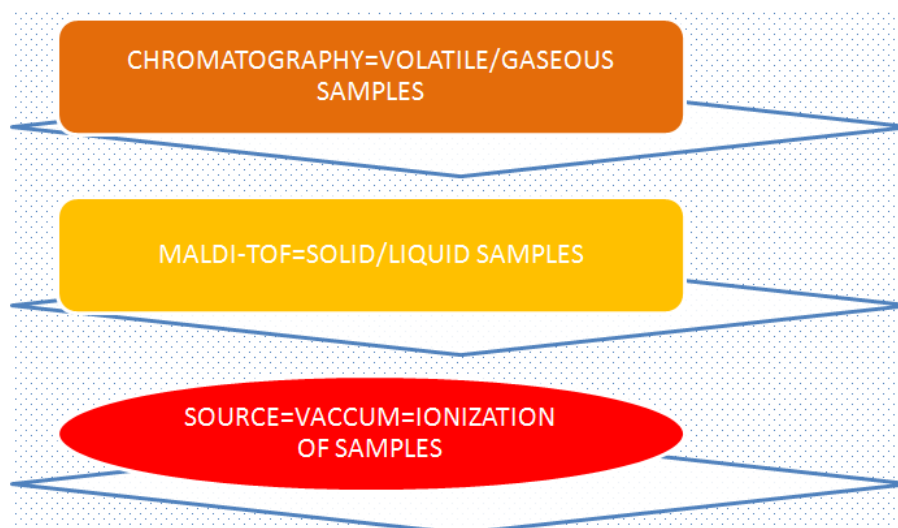 CHROMATOGRAPHY=VOLATILE/GASEOUS
SAMPLES
MALDI-TOF=SOLID/LIQUID SAMPLES
SOURCE=VACCUM=IONIZATION
OF SAMPLES